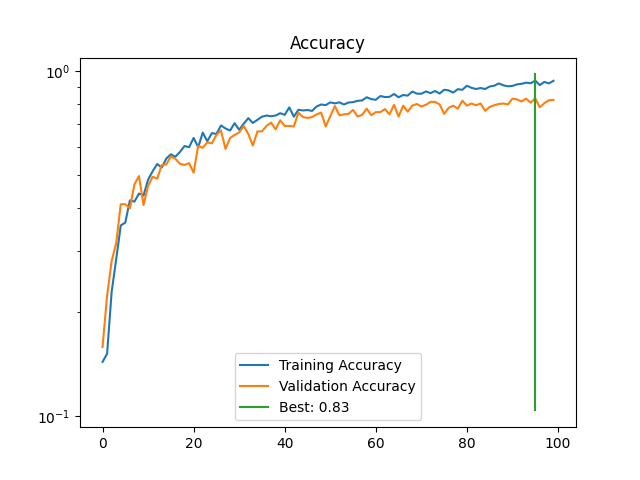 Accuracy
10⁰
10⁻¹
Training Accuracy
Validation Accuracy
Best: 0.83
0 20 40 60 80 100